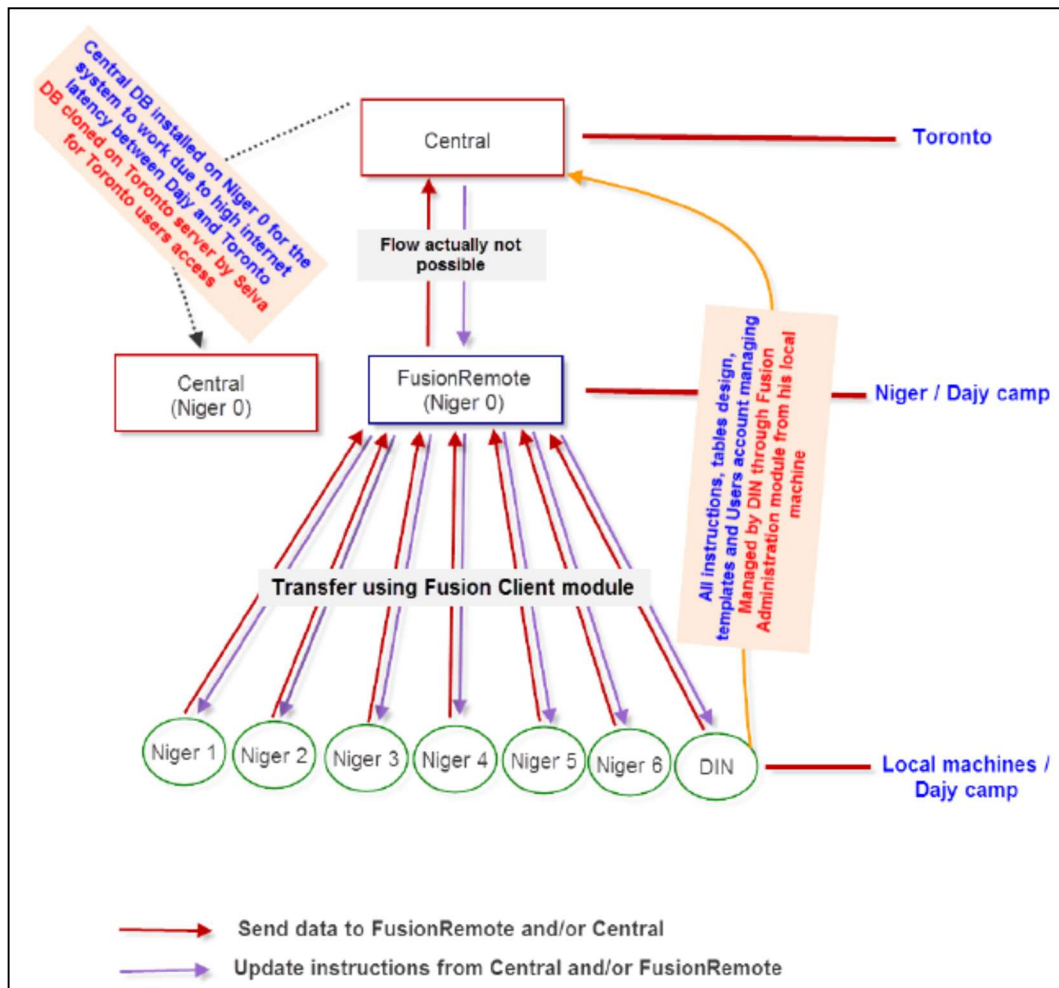 Central DB installed on Niger 0 for the
system to work due to high internet
latency between Dajy and Toronto
DB cloned on Toronto server by Selva
for Toronto users access
Central
Toronto
Flow actually not
possible
Central
(Niger 0)
FusionRemote
(Niger 0)
Niger / Dajy camp
All instructions, tables design,
templates and Users account managing
Managed by DIN through Fusion
Administration module from his local
machine
Transfer using Fusion Client module
Niger 1
Niger 2
Niger 3
Niger 4
Niger 5
Niger 6
DIN
Local machines /
Dajy camp
Send data to FusionRemote and/or Central
Update instructions from Central and/or FusionRemote